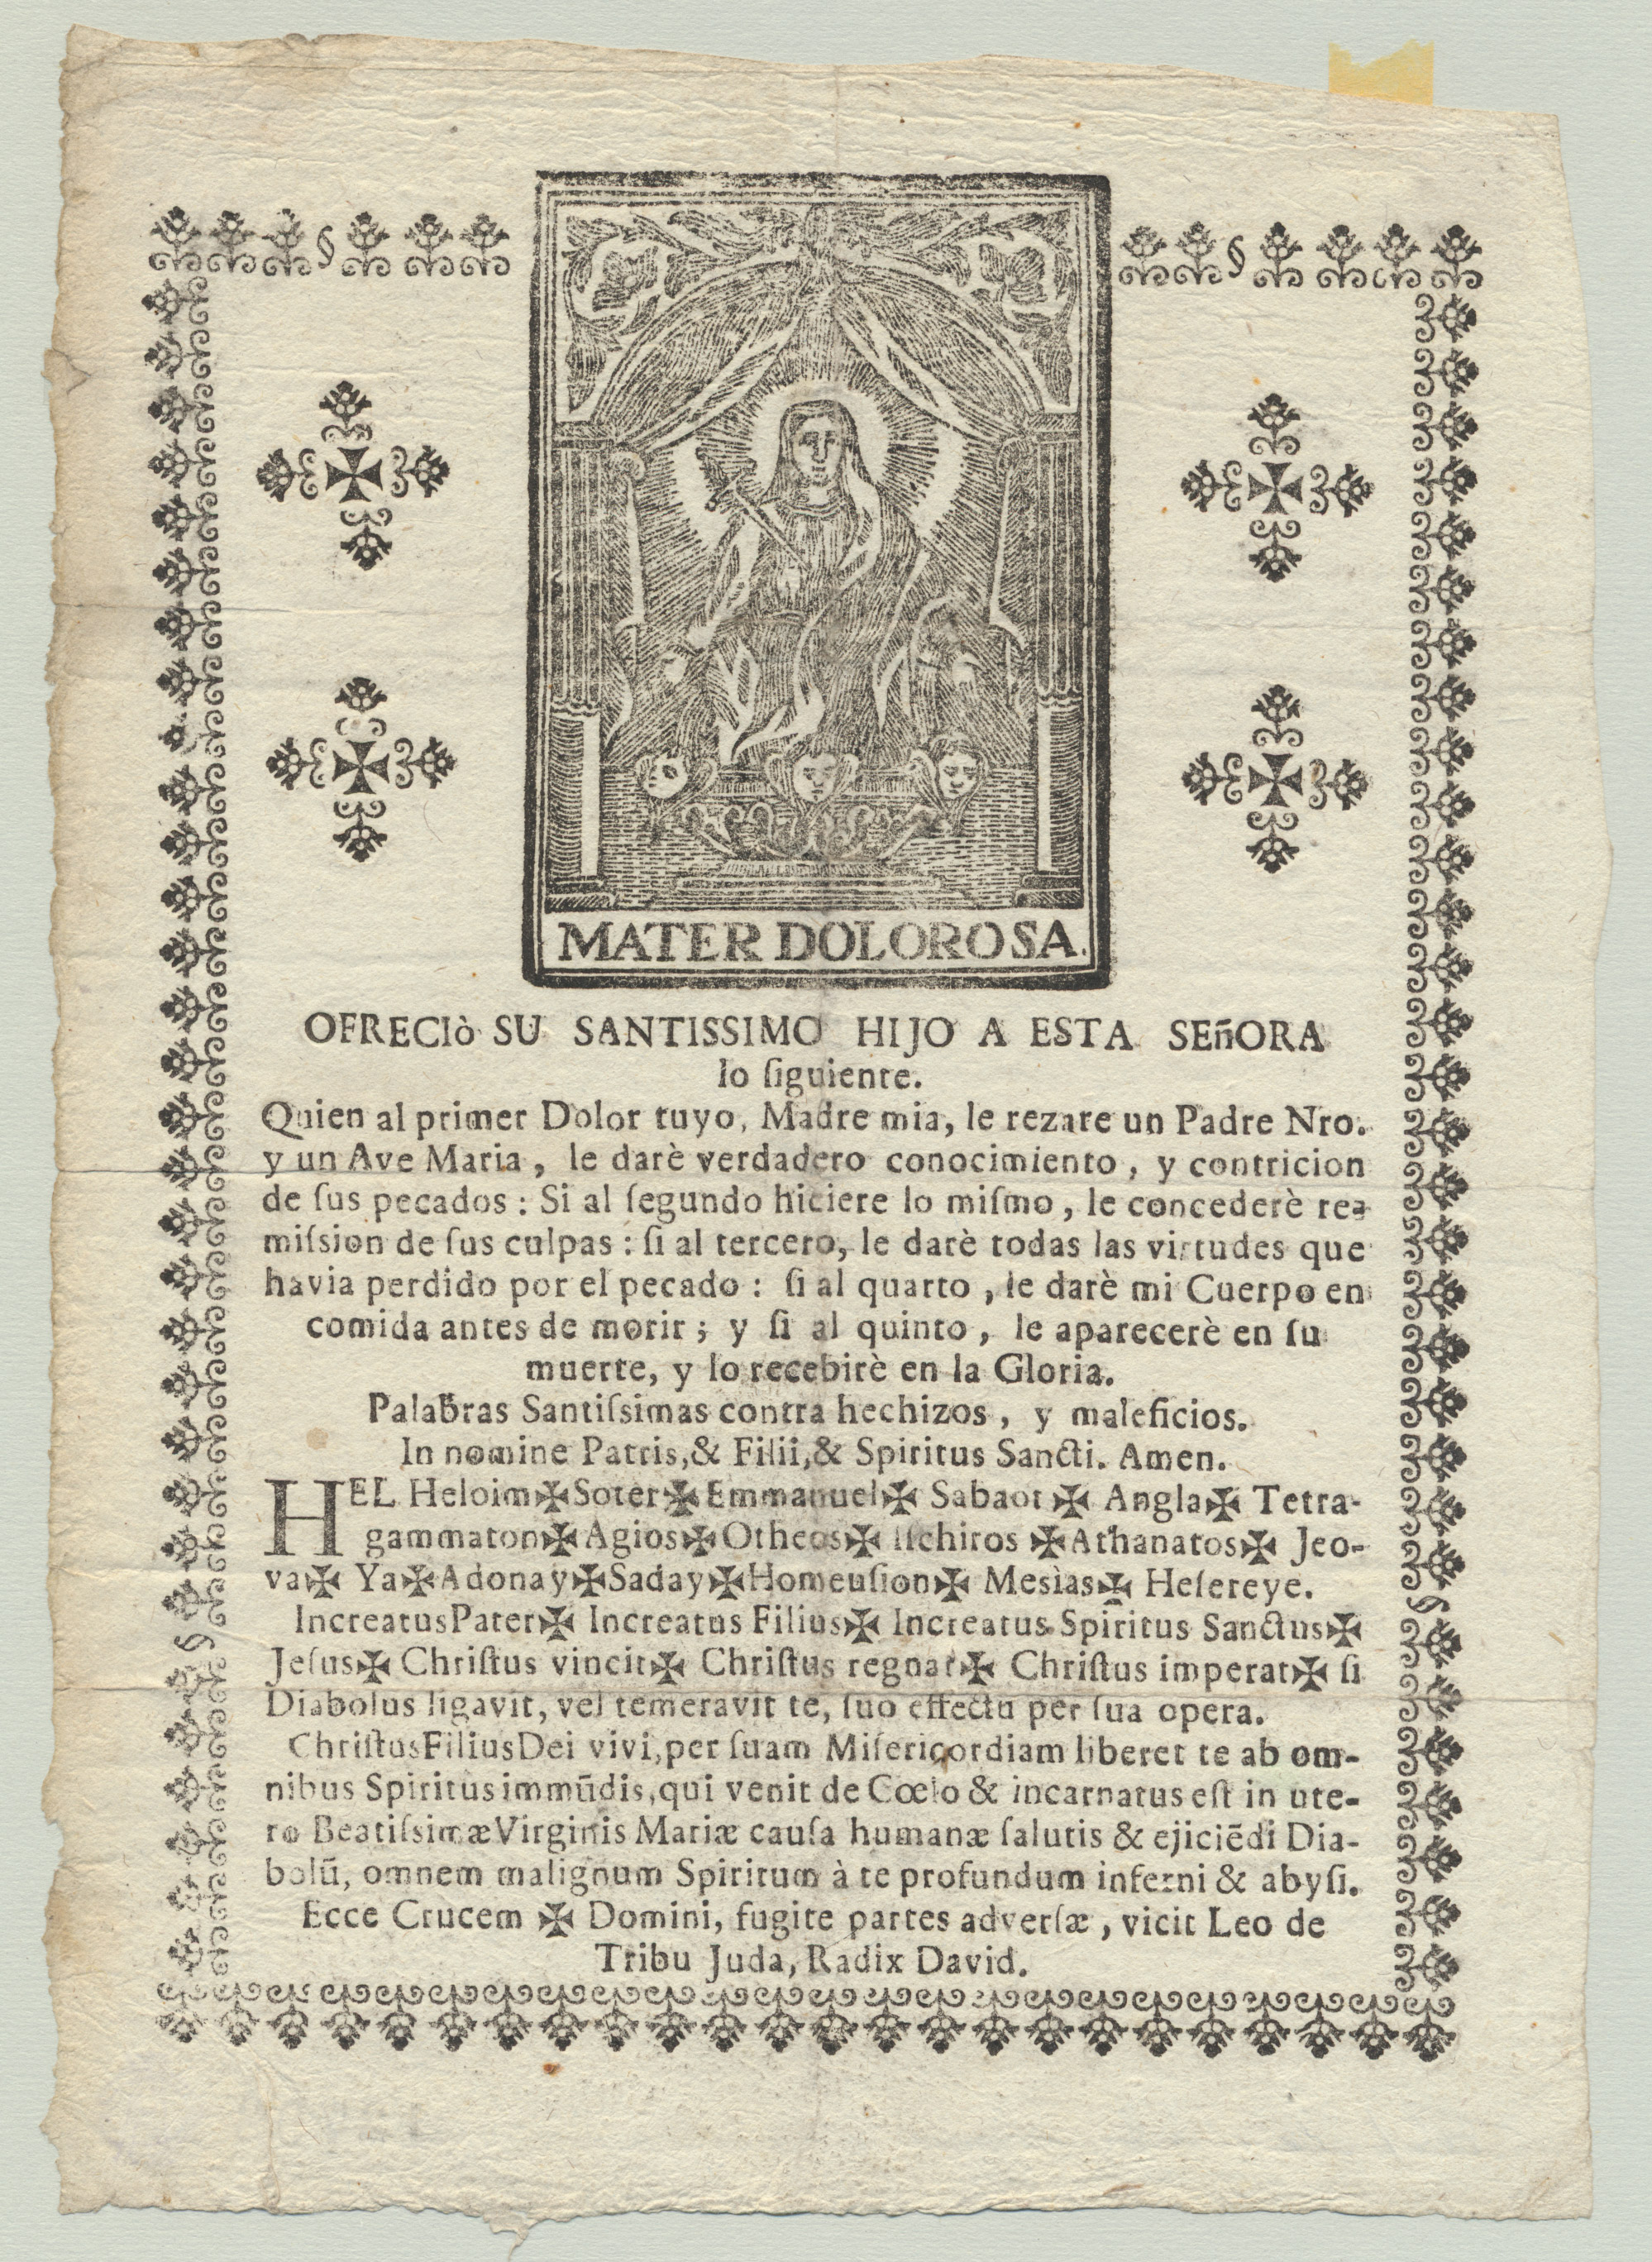 MATER DOLOROSA.
OFRECIò SU SANTISSIMO HIJO A ESTA SEñORA
lo ſiguiente.
Quien al primer Dolor tuyo, Madre mia, le rezare un Padre Nro.
y un Ave Maria, le darè verdadero conocimiento, y contricion
de ſus pecados: Si al ſegundo hiciere lo miſmo, le concederè re-
miſsion de ſus culpas: ſi al tercero, le darè todas las virtudes que
havia perdido por el pecado: ſi al quarto, le darè mi Cuerpo en
comida antes de morir; y ſi al quinto, le aparecerè en ſu
muerte, y lo recebirè en la Gloria.
Palabras Santiſsimas contra hechizos, y maleficios.
In nomine Patris,& Filii,& Spiritus Sancti. Amen.
HEL Heloim✠Soter✠Emmanuel✠ Sabaot ✠ Angla✠ Tetra-
gammaton✠Agios✠Otheos✠ Iſchiros ✠Athanatos✠ Jeo-
va✠ Ya✠Adonay✠Saday✠Homeuſion✠ Mesìas✠ Heſereye.
Increatus Pater✠ Increatus Filius✠ Increatus Spiritus Sanctus✠
Jeſus✠ Chriſtus vincit✠ Chriſtus regnat✠ Chriſtus imperat✠ ſi
Diabolus ligavit, vel temeravit te, ſuo effectu per ſua opera.
Chriſtus Filius Dei vivi, per ſuam Miſericordiam liberet te ab om-
nibus Spiritus immūdis, qui venit de Cœlo & incarnatus eſt in ute-
ro Beatiſsimæ Virginis Mariæ cauſa humanæ ſalutis & ejiciēdi Dia-
bolū, omnem malignum Spiritum à te profundum inferni & abyſi.
Ecce Crucem ✠ Domini, fugite partes adverſæ, vicit Leo de
Tribu Juda, Radix David.